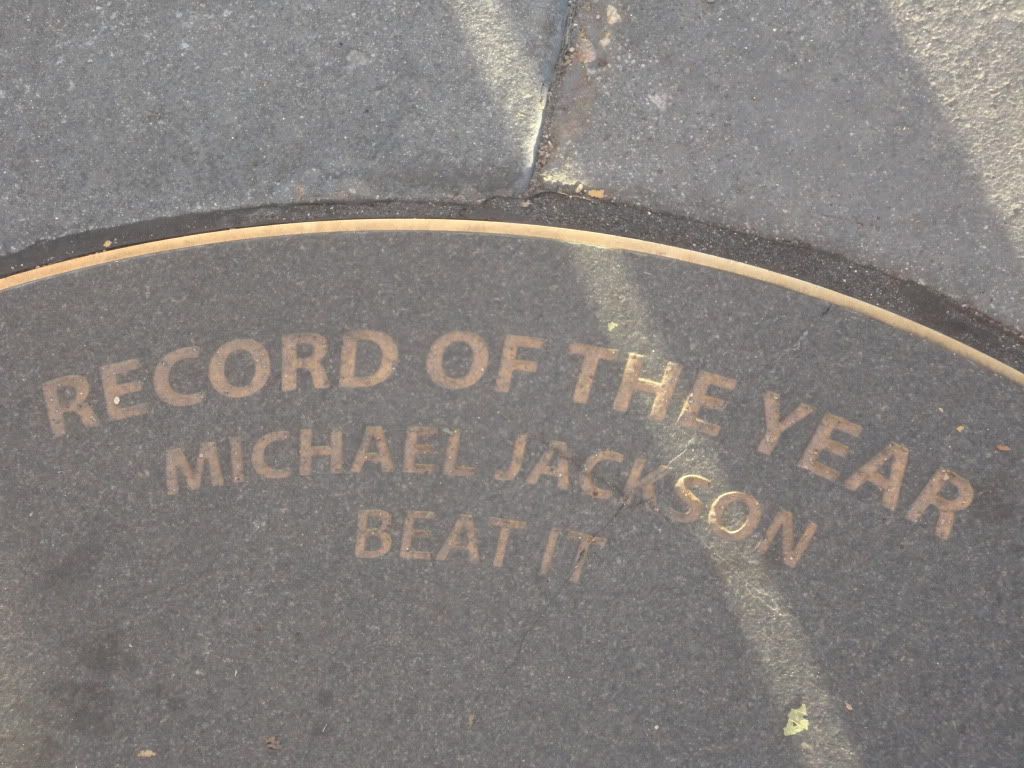 RECORD OF THE YEAR
MICHAEL JACKSON
BEAT IT